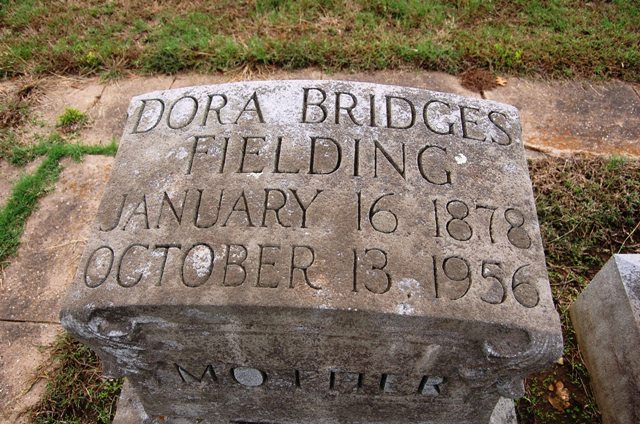 DORA BRIDGES
FIELDING
JANUARY 16 1878
OCTOBER 13 1956
MOTHER